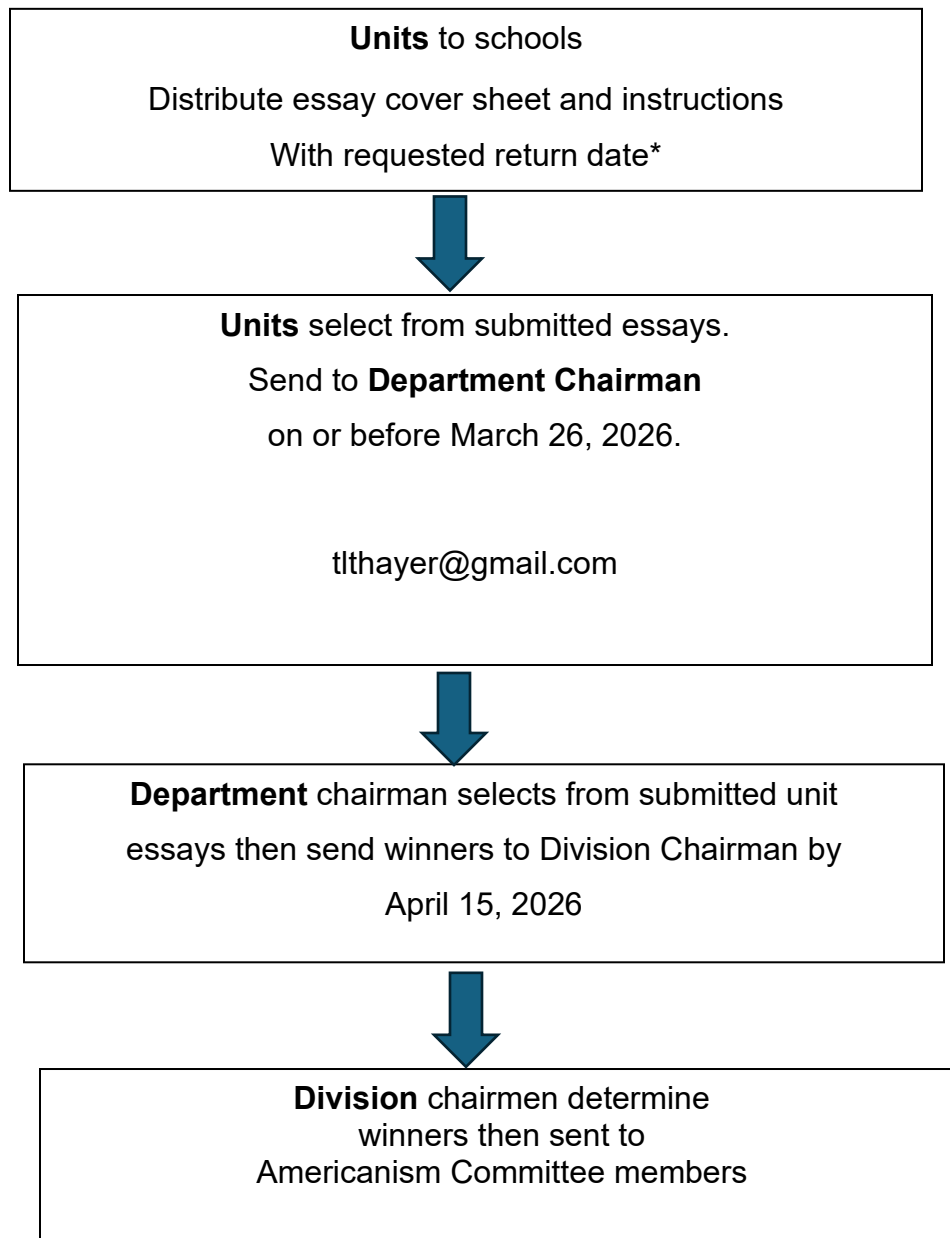 Units to schools
Distribute essay cover sheet and instructions
With requested return date*
Units select from submitted essays.
Send to Department Chairman
on or before March 26, 2026.
tlthayer@gmail.com
Department chairman selects from submitted unit
essays then send winners to Division Chairman by
April 15, 2026
Division chairmen determine
winners then sent to
Americanism Committee members